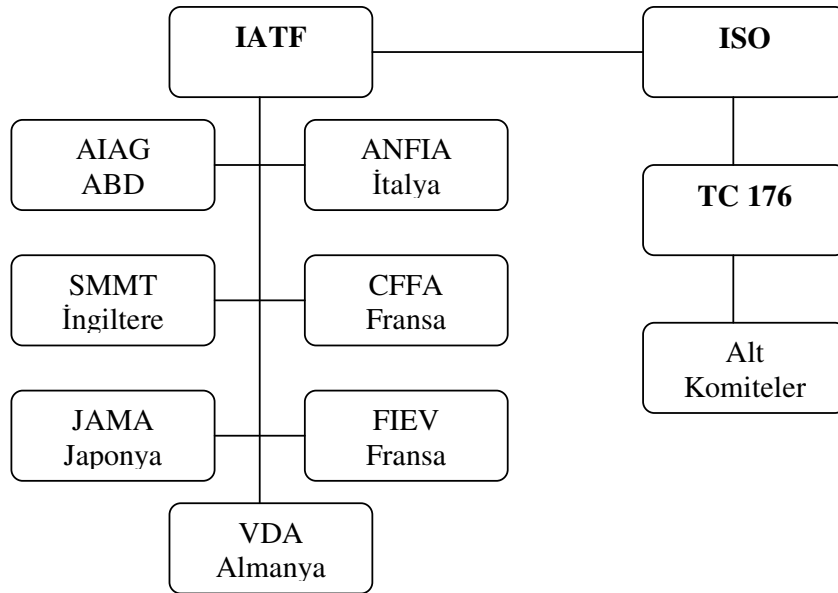 IATF
ISO
AIAG
ABD
ANFIA
İtalya
TC 176
SMMT
İngiltere
CFFA
Fransa
Alt
Komiteler
JAMA
Japonya
FIEV
Fransa
VDA
Almanya